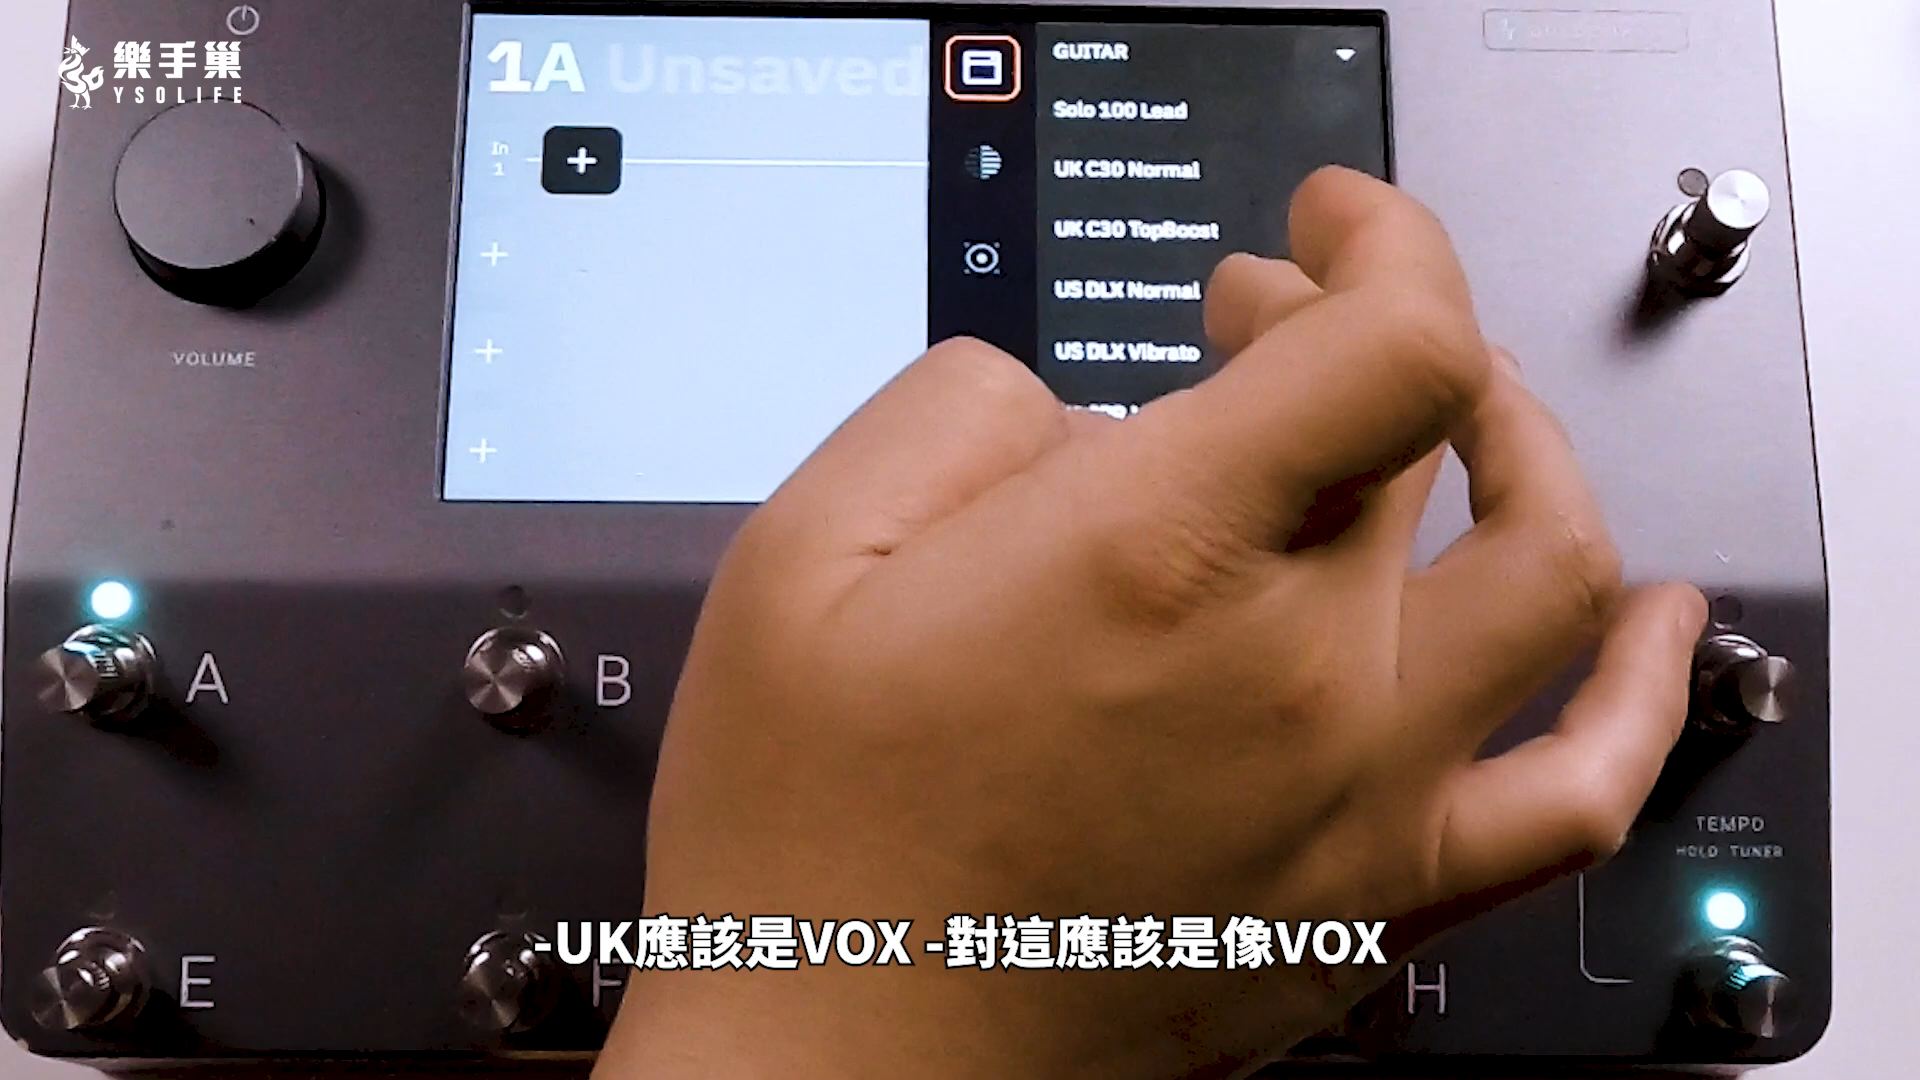 樂手巢
YSOLIFE
1A Unsaved
In
1
GUITAR
Solo 100 Lead
UK C30 Normal
UK C30 TopBoost
US DLX Normal
US DLX Vibrato
VOLUME
A
B
TEMPO
HOLD TUNER
E
F
H
-UK應該是VOX -對這應該是像VOX